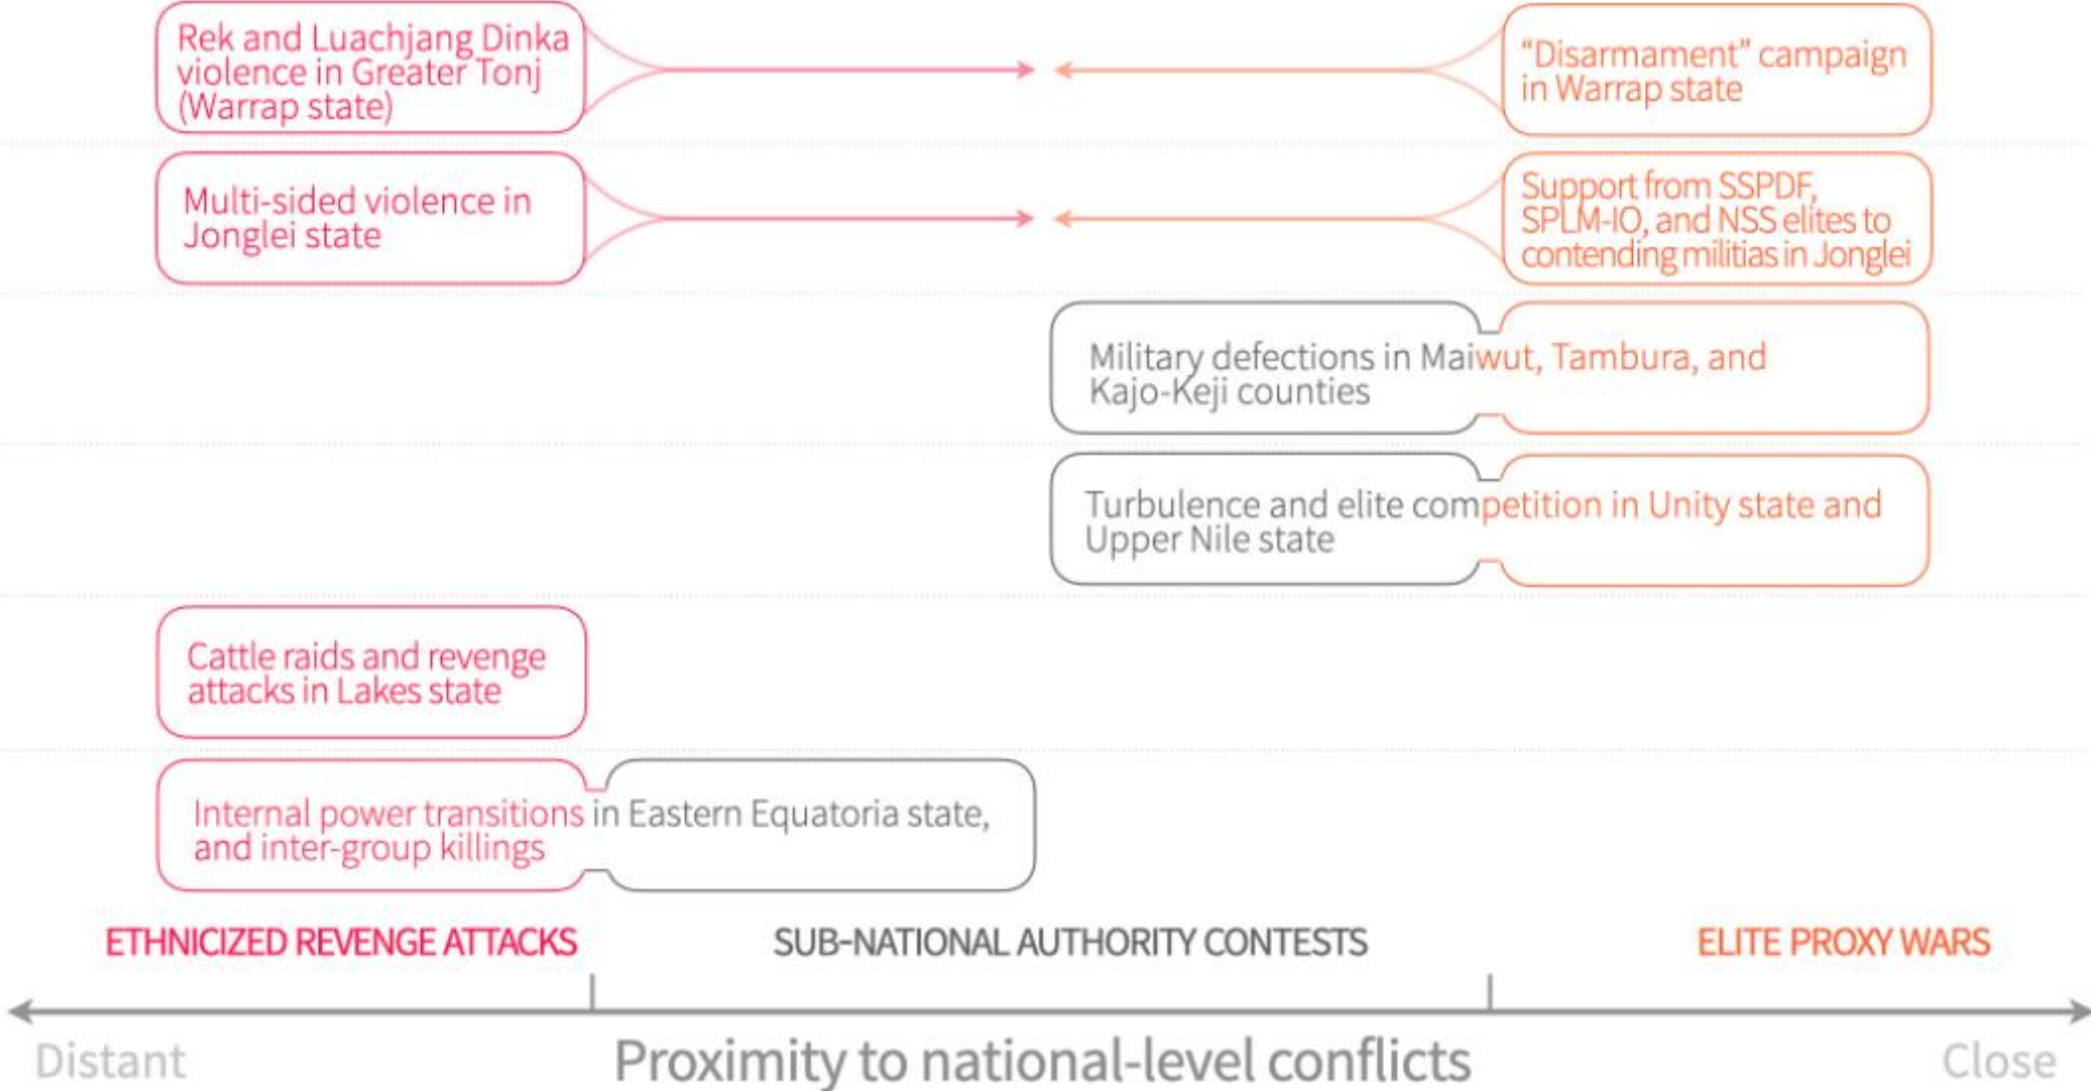 Rek and Luachjang Dinka
violence in Greater Tonj
(Warrap state)
“Disarmament” campaign
in Warrap state
Multi-sided violence in
Jonglei state
Support from SSPDF,
SPLM-IO, and NSS elites to
contending militias in Jonglei
Military defections in Maiwut, Tambura, and
Kajo-Keji counties
Turbulence and elite competition in Unity state and
Upper Nile state
Cattle raids and revenge
attacks in Lakes state
Internal power transitions in Eastern Equatoria state,
and inter-group killings
ETHNICIZED REVENGE ATTACKS
SUB-NATIONAL AUTHORITY CONTESTS
ELITE PROXY WARS
Distant
Proximity to national-level conflicts
Close